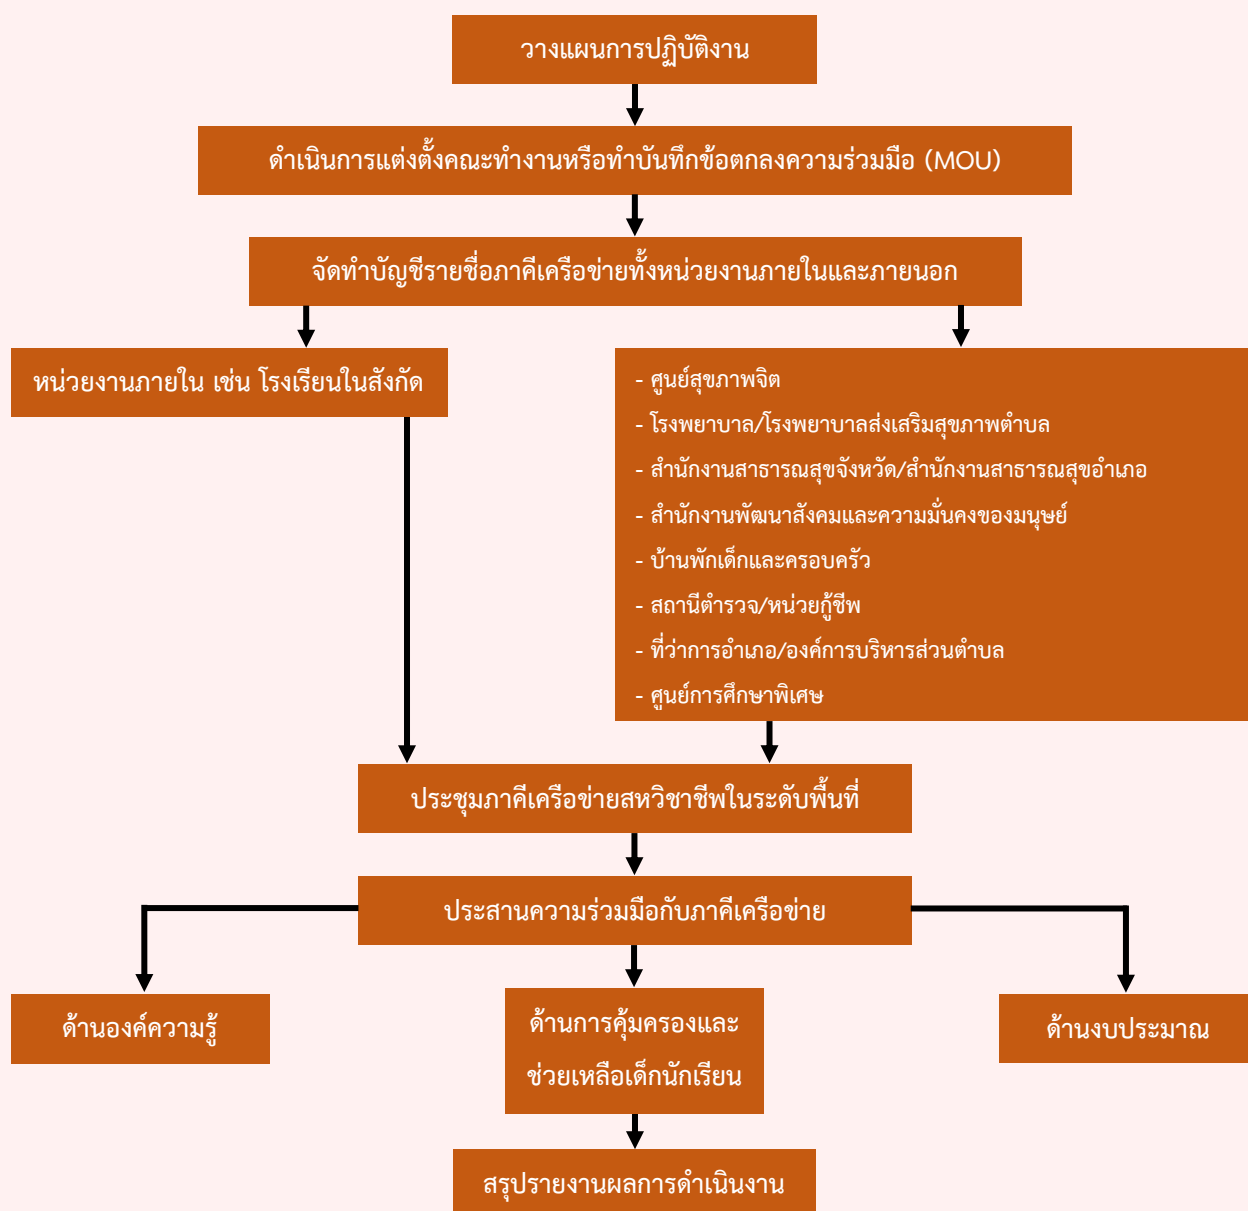 วางแผนการปฏิบัติงาน
ดำเนินการแต่งตั้งคณะทำงานหรือทำบันทึกข้อตกลงความร่วมมือ (MOU)
จัดทำบัญชีรายชื่อภาคีเครือข่ายทั้งหน่วยงานภายในและภายนอก
หน่วยงานภายใน เช่น โรงเรียนในสังกัด
- ศูนย์สุขภาพจิต
- โรงพยาบาล/โรงพยาบาลส่งเสริมสุขภาพตำบล
- สำนักงานสาธารณสุขจังหวัด/สำนักงานสาธารณสุขอำเภอ
- สำนักงานพัฒนาสังคมและความมั่นคงของมนุษย์
- บ้านพักเด็กและครอบครัว
- สถานีตำรวจ/หน่วยกู้ชีพ
- ที่ว่าการอำเภอ/องค์การบริหารส่วนตำบล
- ศูนย์การศึกษาพิเศษ
ประชุมภาคีเครือข่ายสหวิชาชีพในระดับพื้นที่
ประสานความร่วมมือกับภาคีเครือข่าย
ด้านองค์ความรู้
ด้านการคุ้มครองและ
ช่วยเหลือเด็กนักเรียน
ด้านงบประมาณ
สรุปรายงานผลการดำเนินงาน